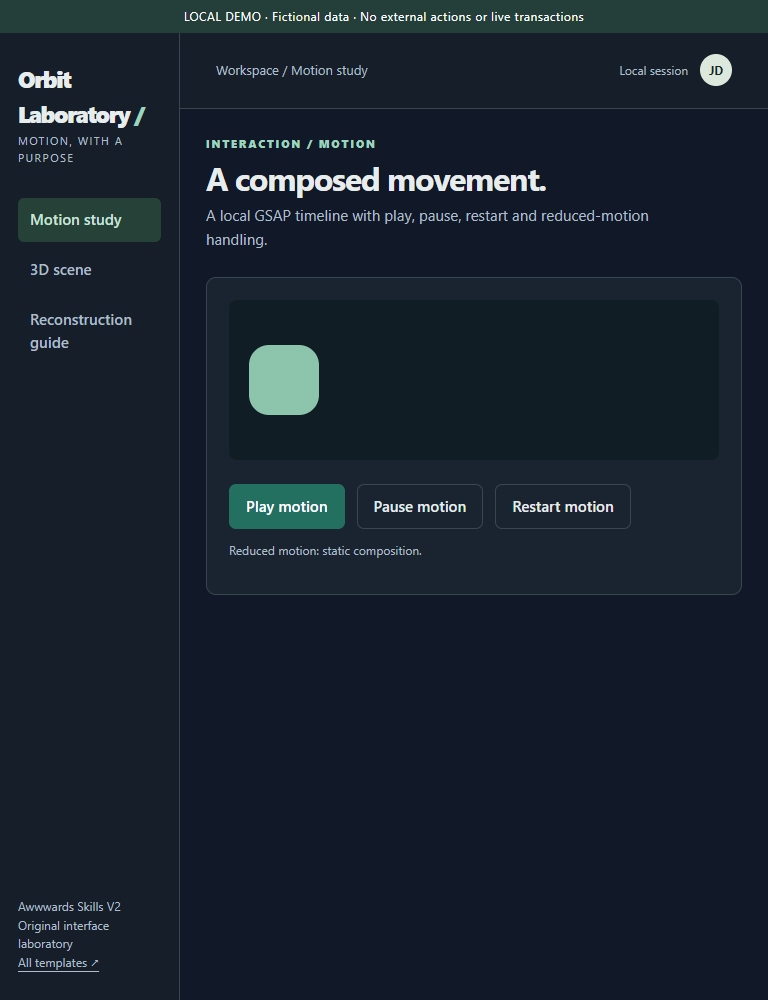 LOCAL DEMO · Fictional data · No external actions or live transactions
Orbit
Laboratory /
MOTION, WITH A
PURPOSE
Motion study
3D scene
Reconstruction
guide
Awwwards Skills V2
Original interface
laboratory
All templates ↗
Workspace / Motion study
Local session
JD
INTERACTION / MOTION
A composed movement.
A local GSAP timeline with play, pause, restart and reduced-motion
handling.
Play motion
Pause motion
Restart motion
Reduced motion: static composition.